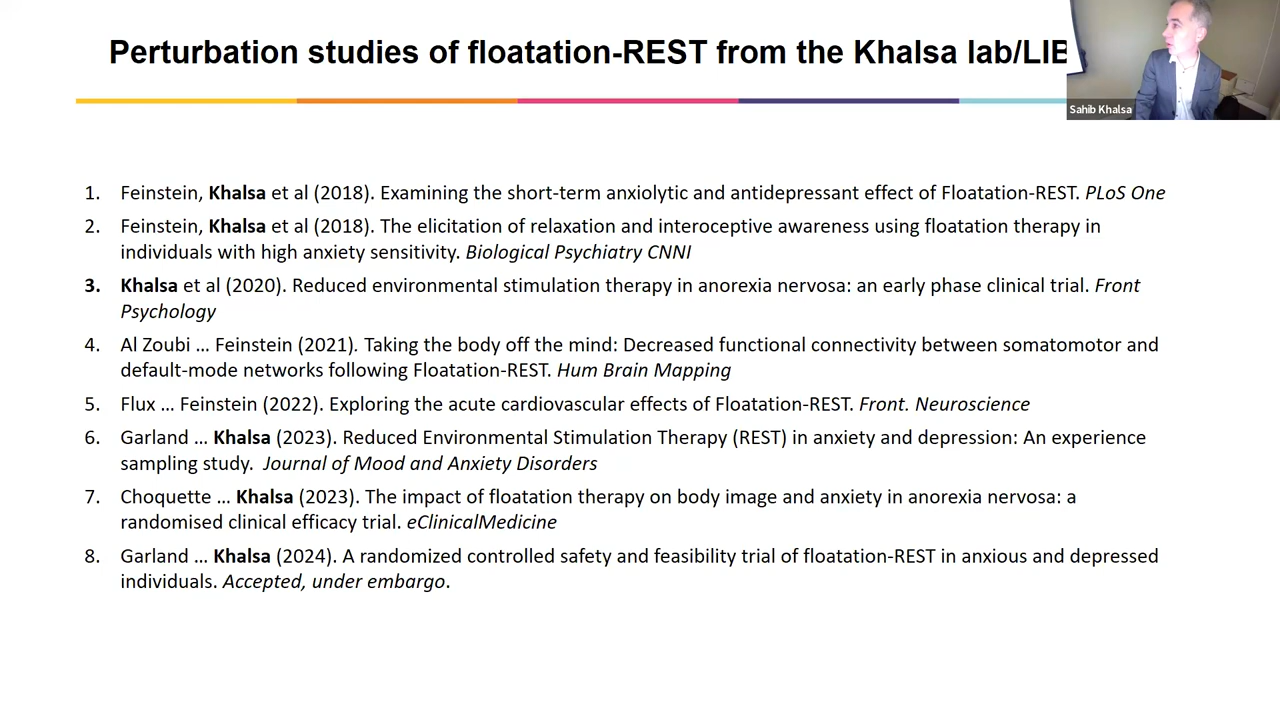 Perturbation studies of floatation-REST from the Khalsa lab/LIB
Sahib Khalsa
1. Feinstein, Khalsa et al (2018). Examining the short-term anxiolytic and antidepressant effect of Floatation-REST. PLoS One
2. Feinstein, Khalsa et al (2018). The elicitation of relaxation and interoceptive awareness using floatation therapy in
individuals with high anxiety sensitivity. Biological Psychiatry CNNI
3. Khalsa et al (2020). Reduced environmental stimulation therapy in anorexia nervosa: an early phase clinical trial. Front
Psychology
4. Al Zoubi ... Feinstein (2021). Taking the body off the mind: Decreased functional connectivity between somatomotor and
default-mode networks following Floatation-REST. Hum Brain Mapping
5. Flux ... Feinstein (2022). Exploring the acute cardiovascular effects of Floatation-REST. Front. Neuroscience
6. Garland ... Khalsa (2023). Reduced Environmental Stimulation Therapy (REST) in anxiety and depression: An experience
sampling study. Journal of Mood and Anxiety Disorders
7. Choquette ... Khalsa (2023). The impact of floatation therapy on body image and anxiety in anorexia nervosa: a
randomised clinical efficacy trial. eClinicalMedicine
8. Garland ... Khalsa (2024). A randomized controlled safety and feasibility trial of floatation-REST in anxious and depressed
individuals. Accepted, under embargo.